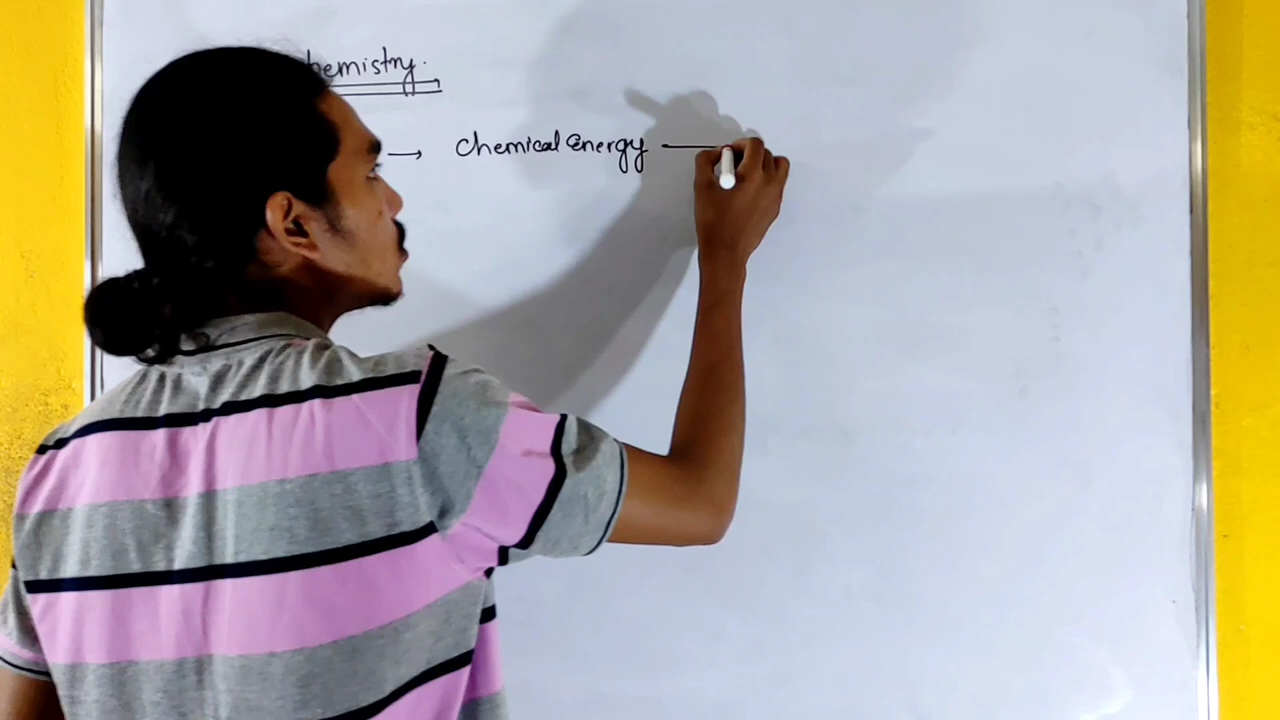 hemistry.
→ chemical Energy —